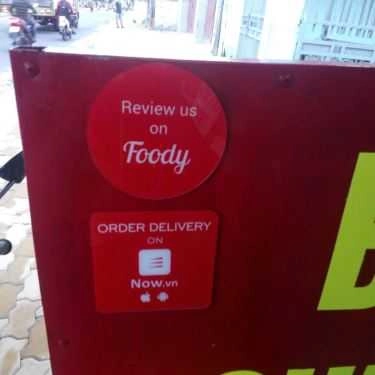 Review us
on
Foody
ORDER DELIVERY
ON
Now.vn